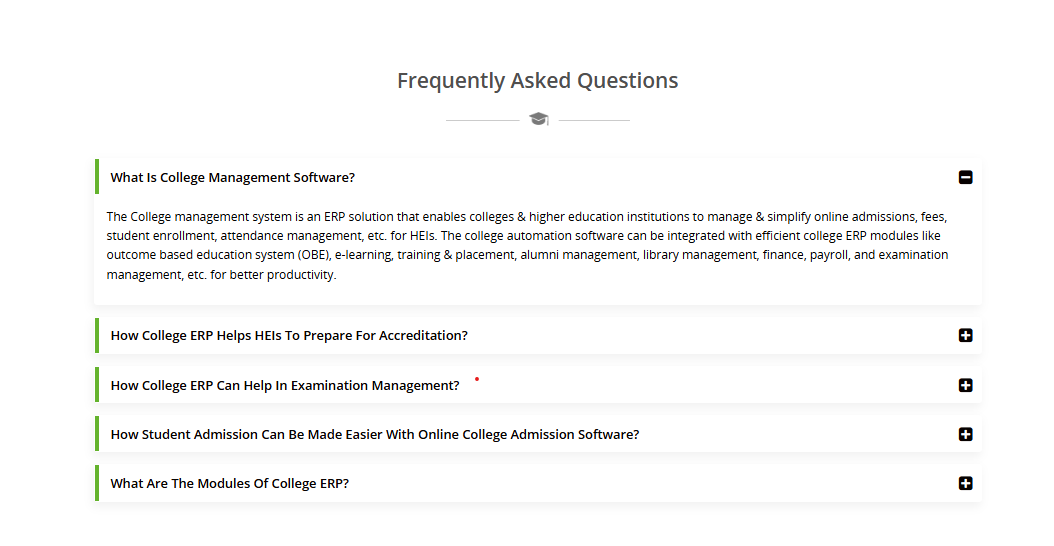 Frequently Asked Questions
What Is College Management Software?
The College management system is an ERP solution that enables colleges & higher education institutions to manage & simplify online admissions, fees,
student enrollment, attendance management, etc. for HEIs. The college automation software can be integrated with efficient college ERP modules like
outcome based education system (OBE), e-learning, training & placement, alumni management, library management, finance, payroll, and examination
management, etc. for better productivity.
How College ERP Helps HEIs To Prepare For Accreditation?
How College ERP Can Help In Examination Management?
How Student Admission Can Be Made Easier With Online College Admission Software?
What Are The Modules Of College ERP?